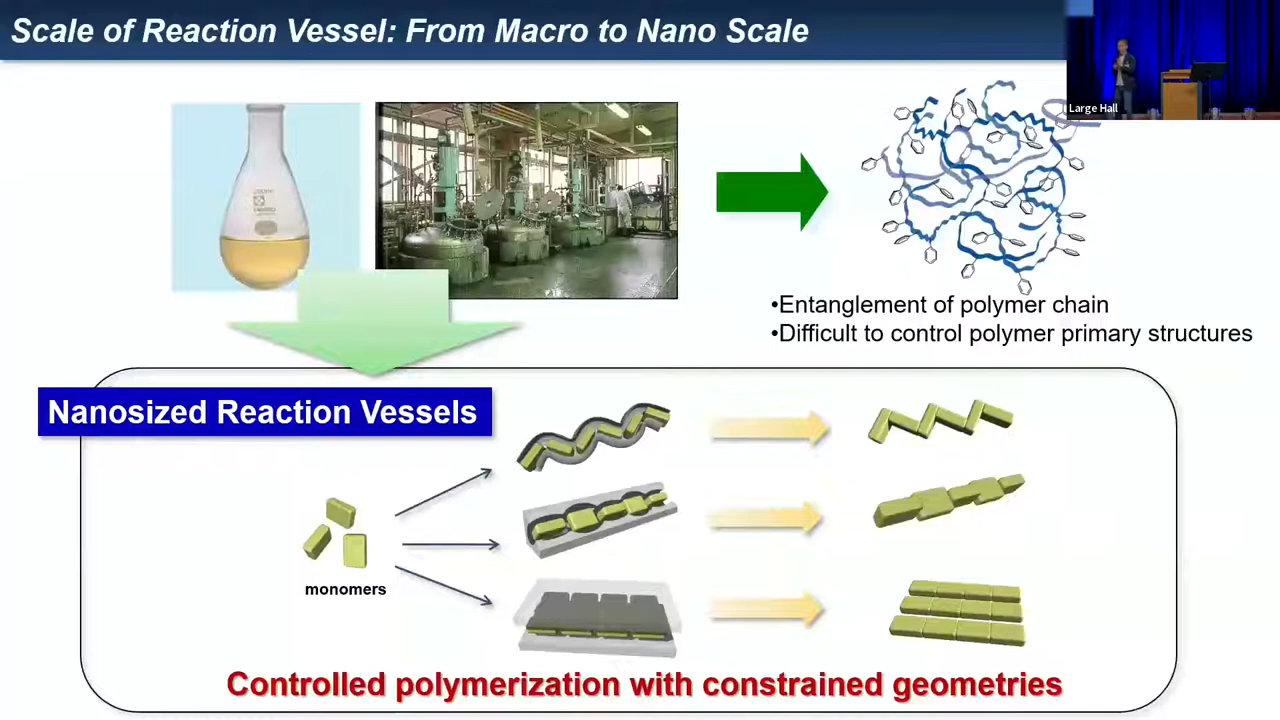 Scale of Reaction Vessel: From Macro to Nano Scale
Large Hall
•Entanglement of polymer chain
•Difficult to control polymer primary structures
Nanosized Reaction Vessels
monomers
Controlled polymerization with constrained geometries